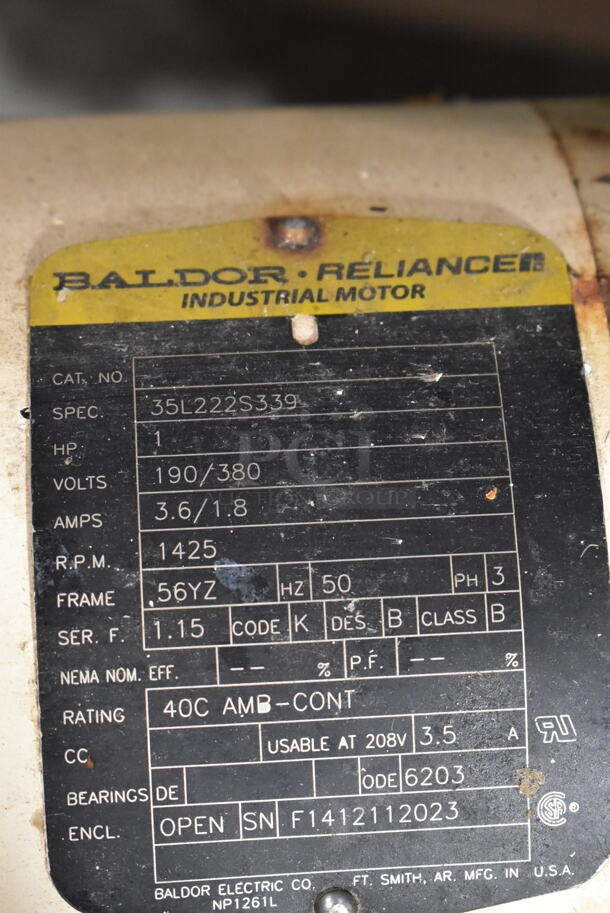 BALDOR • RELIANCE
INDUSTRIAL MOTOR
CAT. NO.
SPEC. 35L222S339
HP 1
VOLTS 190/380
AMPS 3.6/1.8
R.P.M. 1425
FRAME 56YZ HZ 50 PH 3
SER. F. 1.15 CODE K DES B CLASS B
NEMA NOM. EFF. -- % P.F. -- %
RATING 40C AMB-CONT
CC USABLE AT 208V 3.5 A
BEARINGS DE ODE 6203
ENCL. OPEN SN F1412112023
BALDOR ELECTRIC CO. FT. SMITH, AR. MFG. IN U.S.A.
NP1261L
PCI
AUCTION GROUP